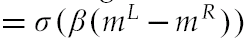 = σ(β(m^L − m^R))